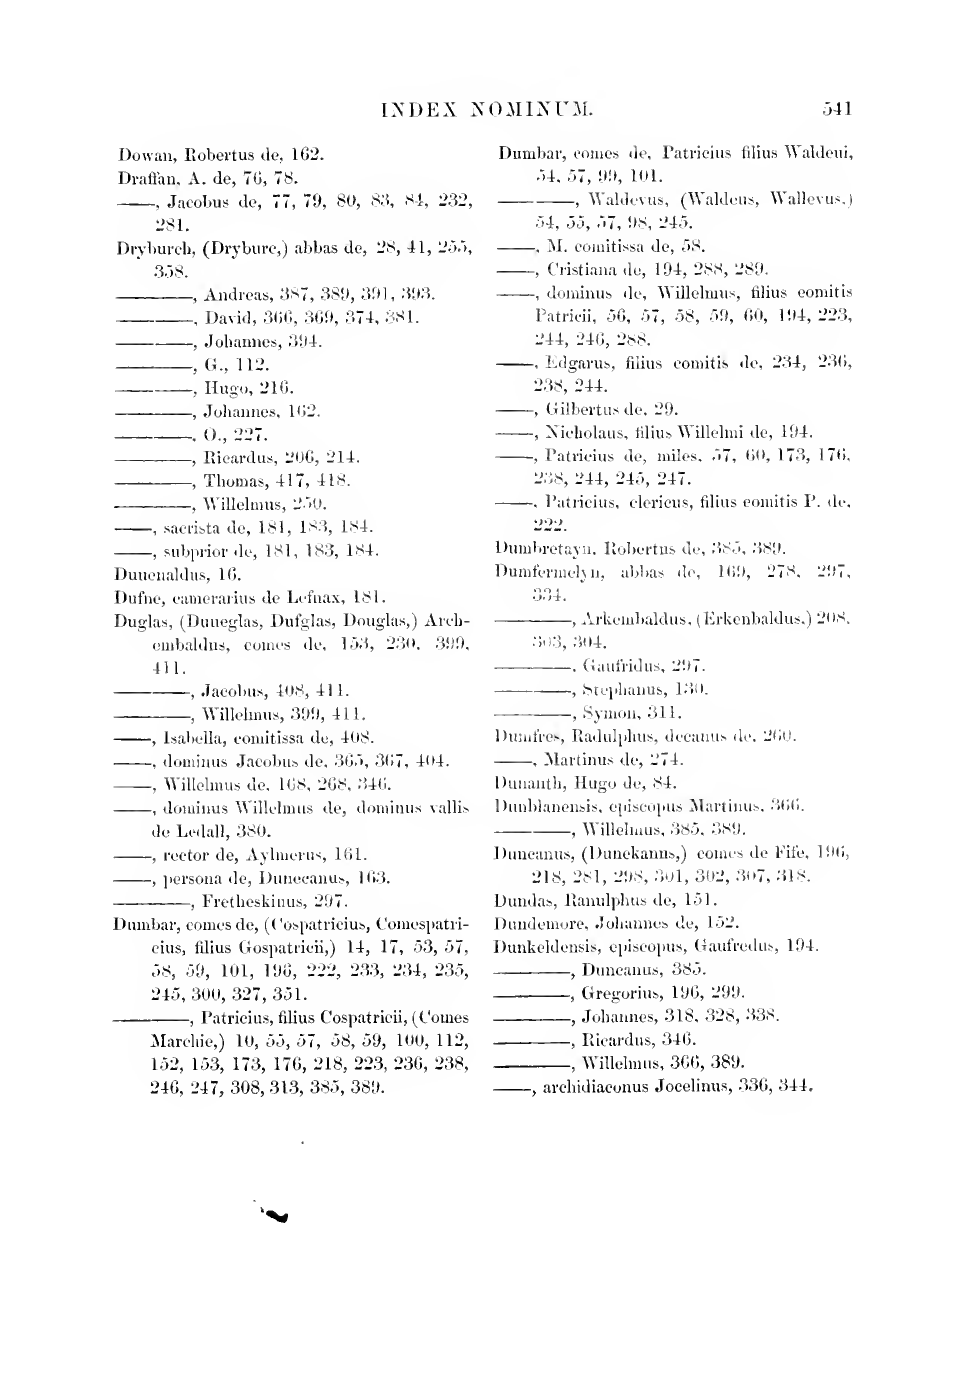 INDEX NOMINUM. 541
Dowan, Robertus de, 162.
Draffan, A. de, 76, 78.
———, Jacobus de, 77, 79, 80, 83, 84, 232,
281.
Dryburch, (Dryburc,) abbas de, 28, 41, 255,
358.
————, Andreas, 387, 389, 391, 393.
————, David, 366, 369, 374, 381.
————, Johannes, 394.
————, G., 112.
————, Hugo, 216.
————, Johannes, 162.
————, O., 227.
————, Ricardus, 206, 214.
————, Thomas, 417, 418.
————, Willelmus, 250.
——, sacrista de, 181, 183, 184.
——, subprior de, 181, 183, 184.
Duuenaldus, 16.
Dufne, camerarius de Lefnax, 181.
Duglas, (Duueglas, Dufglas, Douglas,) Arch-
embaldus, comes de, 153, 230, 399,
411.
————, Jacobus, 408, 411.
————, Willelmus, 399, 411.
——, Isabella, comitissa de, 408.
——, dominus Jacobus de, 365, 367, 404.
——, Willelmus de, 168, 268, 346.
——, dominus Willelmus de, dominus vallis
de Ledall, 380.
——, rector de, Aylmerus, 161.
——, persona de, Dunecanus, 163.
————, Fretheskinus, 297.
Dumbar, comes de, (Cospatricius, Comespatri-
cius, filius Gospatricii,) 14, 17, 53, 57,
58, 59, 101, 196, 222, 233, 234, 235,
245, 300, 327, 351.
————, Patricius, filius Cospatricii, (Comes
Marchie,) 10, 55, 57, 58, 59, 100, 112,
152, 153, 173, 176, 218, 223, 236, 238,
246, 247, 308, 313, 385, 389.
Dumbar, comes de, Patricius filius Waldeui,
54, 57, 99, 101.
————, Waldevus, (Waldeus, Wallevus,)
54, 55, 57, 98, 245.
——, M. comitissa de, 58.
——, Cristiana de, 194, 288, 289.
——, dominus de, Willelmus, filius comitis
Patricii, 56, 57, 58, 59, 60, 194, 223,
244, 246, 288.
——, Edgarus, filius comitis de, 234, 236,
238, 244.
——, Gilbertus de, 29.
——, Nicholaus, filius Willelmi de, 194.
——, Patricius de, miles, 57, 60, 173, 176,
238, 244, 245, 247.
——, Patricius, clericus, filius comitis P. de,
222.
Dumbretayn, Robertus de, 385, 389.
Dumfermelyn, abbas de, 169, 278, 297,
334.
————, Arkembaldus, (Erkenbaldus,) 208,
303, 304.
————, Gaufridus, 297.
————, Stephanus, 130.
————, Symon, 311.
Dumfres, Radulphus, decanus de, 260.
——, Martinus de, 274.
Dunanth, Hugo de, 84.
Dunblanensis, episcopus Martinus, 366.
————, Willelmus, 385, 389.
Duncanus, (Dunekanus,) comes de Fife, 196,
218, 281, 298, 301, 302, 307, 318.
Dundas, Ranulphus de, 151.
Dundemore, Johannes de, 152.
Dunkeldensis, episcopus, Gaufredus, 194.
————, Duncanus, 385.
————, Gregorius, 196, 299.
————, Johannes, 318, 328, 338.
————, Ricardus, 346.
————, Willelmus, 366, 389.
——, archidiaconus Jocelinus, 336, 344.